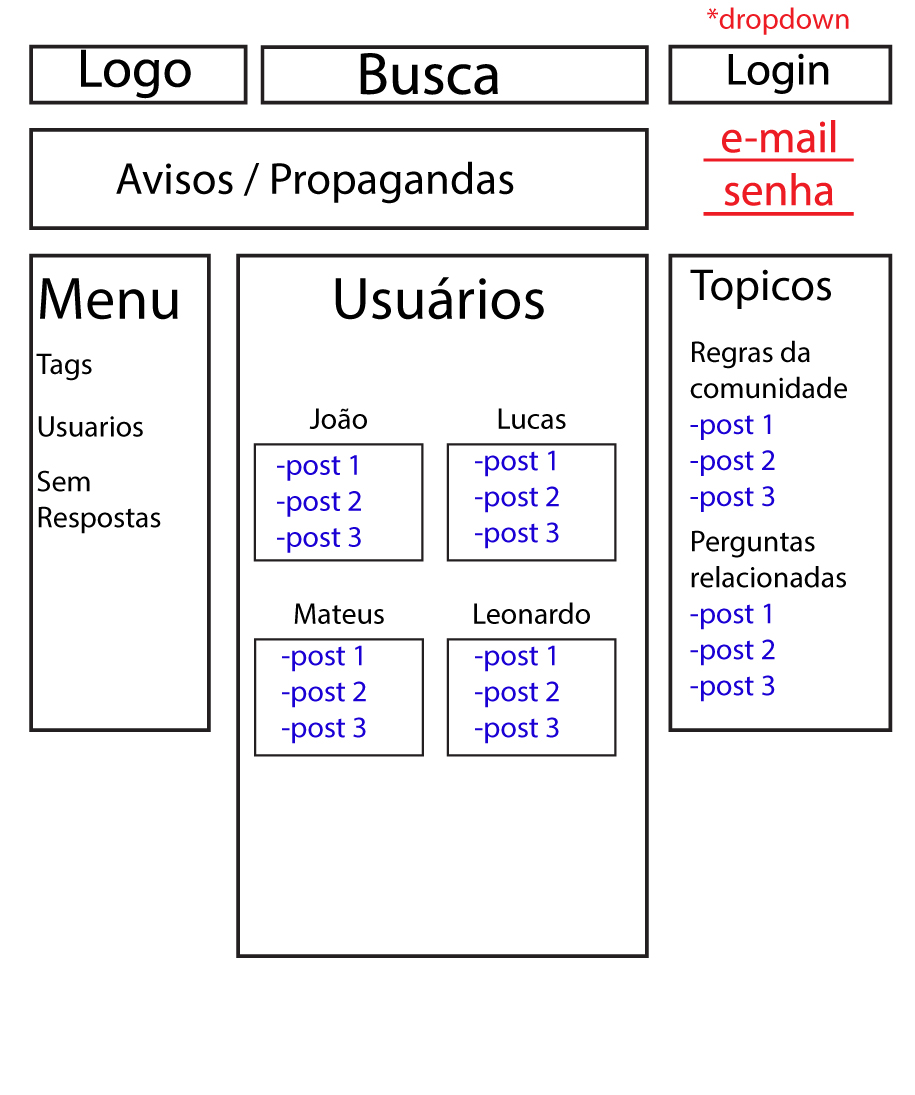 *dropdown
Logo
Busca
Login
e-mail
senha
Avisos / Propagandas
Menu
Tags
Usuarios
Sem
Respostas
Usuários
João
-post 1
-post 2
-post 3
Lucas
-post 1
-post 2
-post 3
Mateus
-post 1
-post 2
-post 3
Leonardo
-post 1
-post 2
-post 3
Topicos
Regras da
comunidade
-post 1
-post 2
-post 3
Perguntas
relacionadas
-post 1
-post 2
-post 3